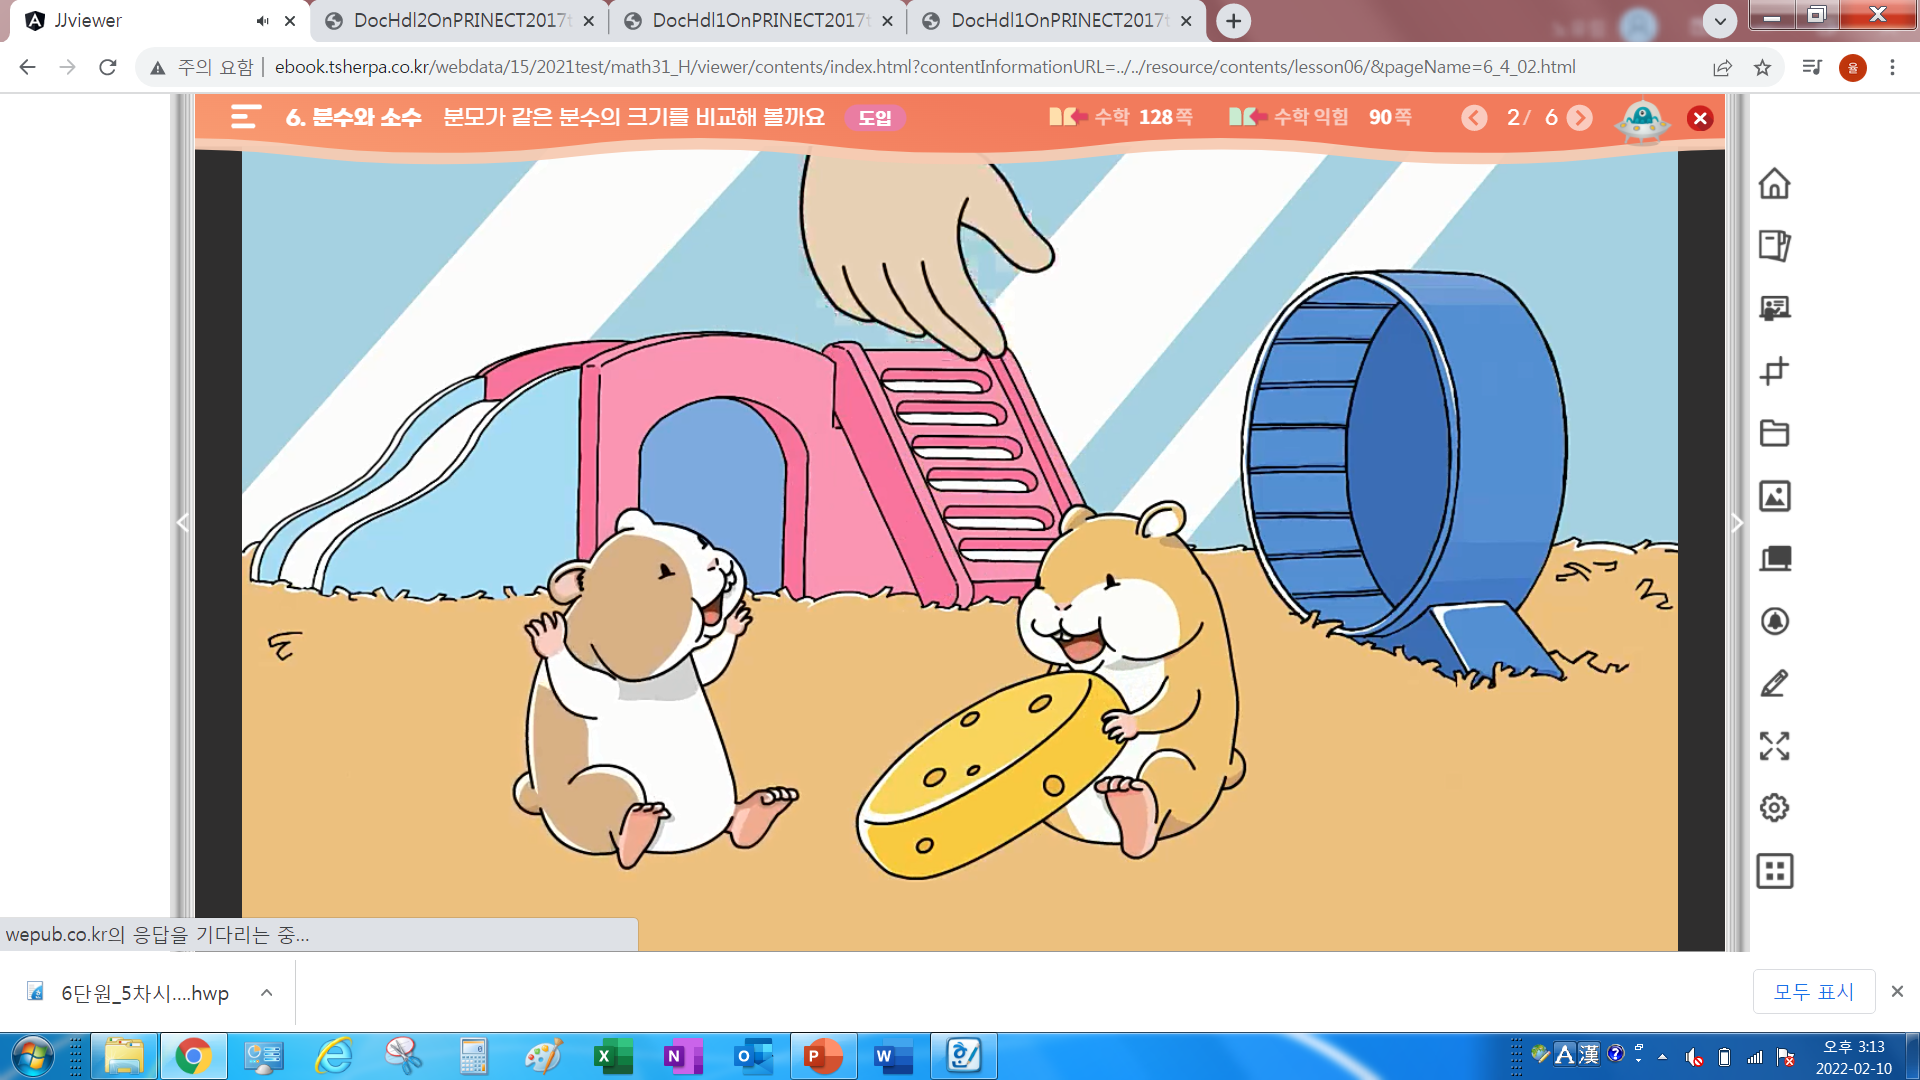 JJviewer
DocHdl2OnPRINECT2017t
DocHdl1OnPRINECT2017t
DocHdl1OnPRINECT2017t
주의 요함
ebook.tsherpa.co.kr/webdata/15/2021test/math31_H/viewer/contents/index.html?contentInformationURL=../../resource/contents/lesson06/&pageName=6_4_02.html
율
6. 분수와 소수 분모가 같은 분수의 크기를 비교해 볼까요 도입
수학 128쪽
수학 익힘 90쪽
2 / 6
wepub.co.kr의 응답을 기다리는 중...
6단원_5차시....hwp
모두 표시
A 漢
오후 3:13
2022-02-10